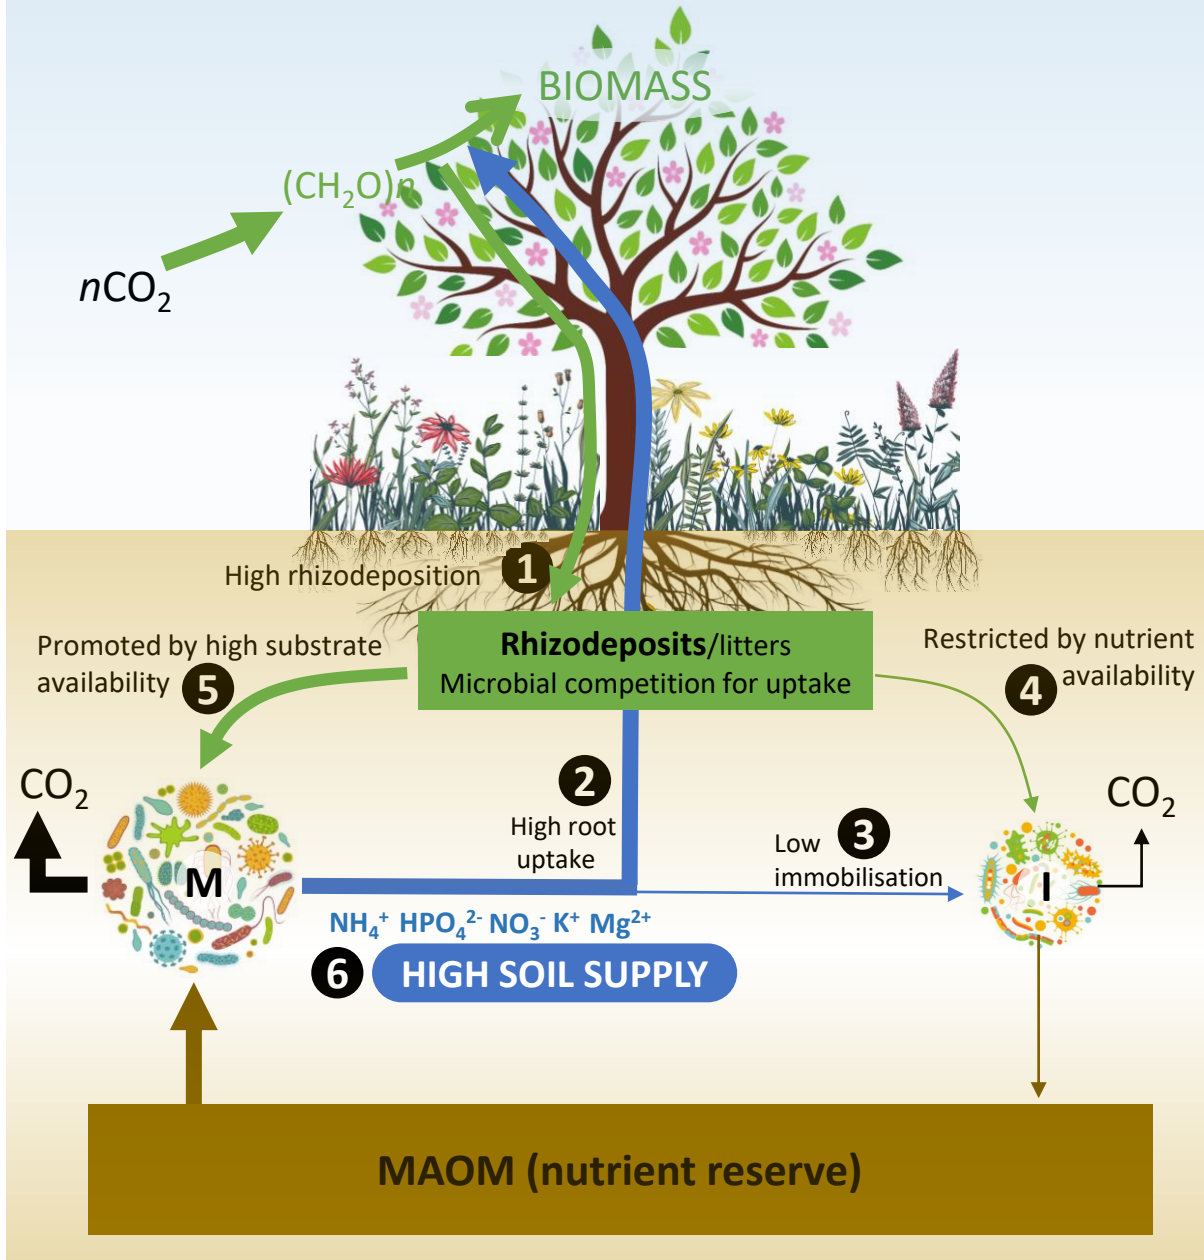 BIOMASS
(CH₂O)n
nCO₂
High rhizodeposition
1
Rhizodeposits/litters
Microbial competition for uptake
Promoted by high substrate
availability
5
Restricted by nutrient
availability
4
CO₂
M
2
High root
uptake
Low
immobilisation
3
CO₂
I
NH₄⁺ HPO₄²⁻ NO₃⁻ K⁺ Mg²⁺
6
HIGH SOIL SUPPLY
MAOM (nutrient reserve)